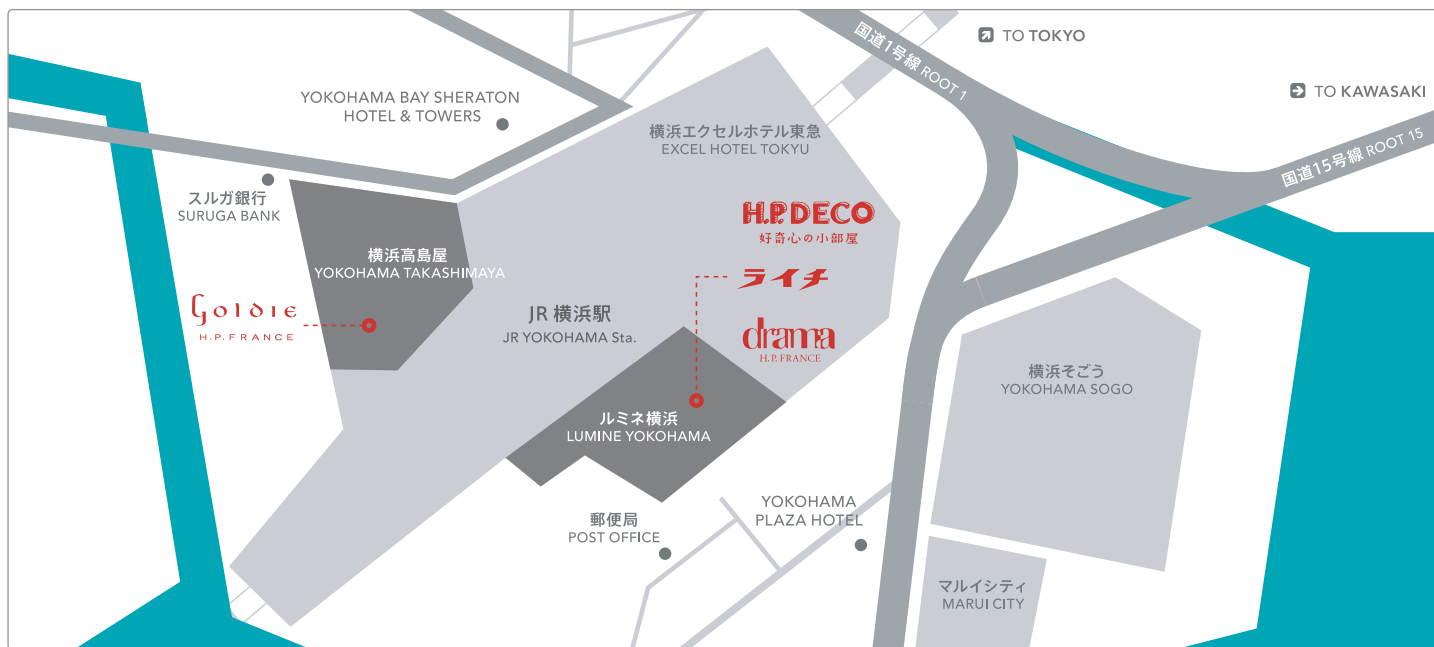 国道1号線 ROOT 1
TO TOKYO
TO KAWASAKI
国道15号線 ROOT 15
YOKOHAMA BAY SHERATON
HOTEL & TOWERS
横浜エクセルホテル東急
EXCEL HOTEL TOKYU
スルガ銀行
SURUGA BANK
横浜高島屋
YOKOHAMA TAKASHIMAYA
H.P.DECO
好奇心の小部屋
ライチ
goldie
H.P.FRANCE
JR 横浜駅
JR YOKOHAMA Sta.
drama
H.P.FRANCE
横浜そごう
YOKOHAMA SOGO
ルミネ横浜
LUMINE YOKOHAMA
郵便局
POST OFFICE
YOKOHAMA
PLAZA HOTEL
マルイシティ
MARUI CITY